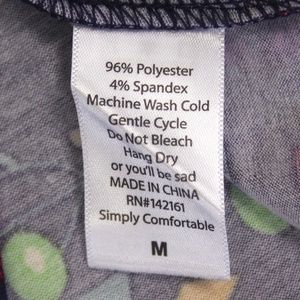 96% Polyester
4% Spandex
Machine Wash Cold
Gentle Cycle
Do Not Bleach
Hang Dry
or you'll be sad
MADE IN CHINA
RN#142161
Simply Comfortable
M